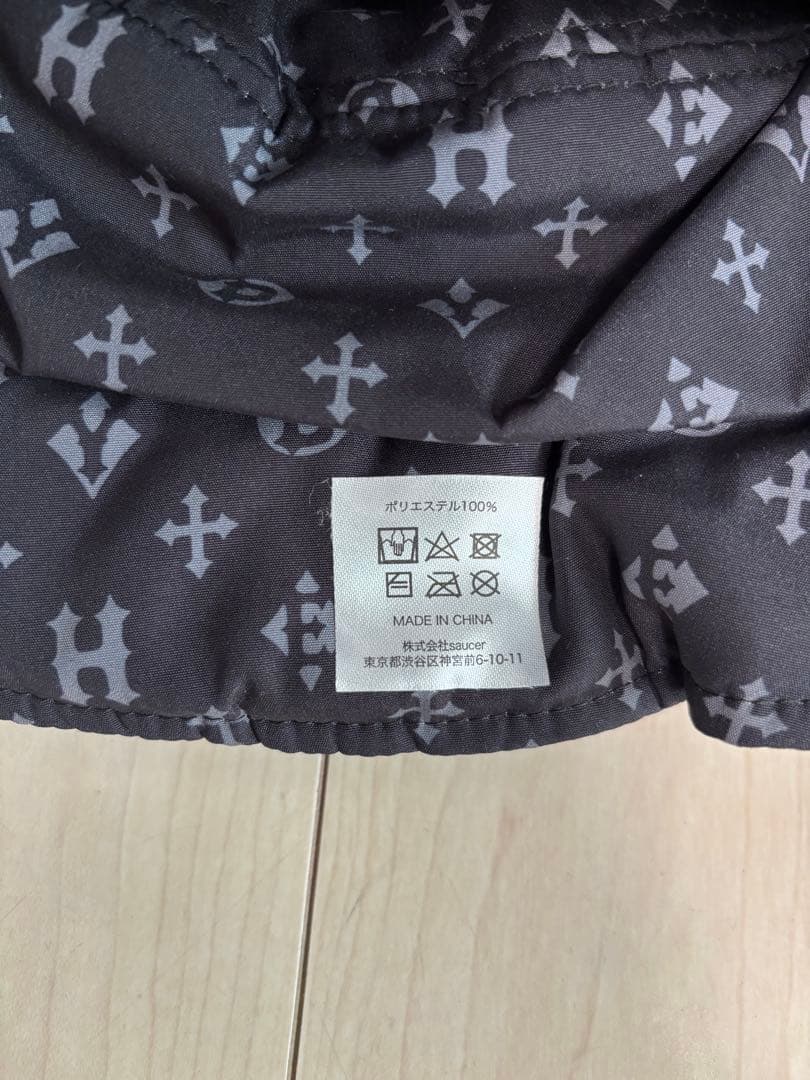 ポリエステル100%
MADE IN CHINA
株式会社saucer
東京都渋谷区神宮前6-10-11